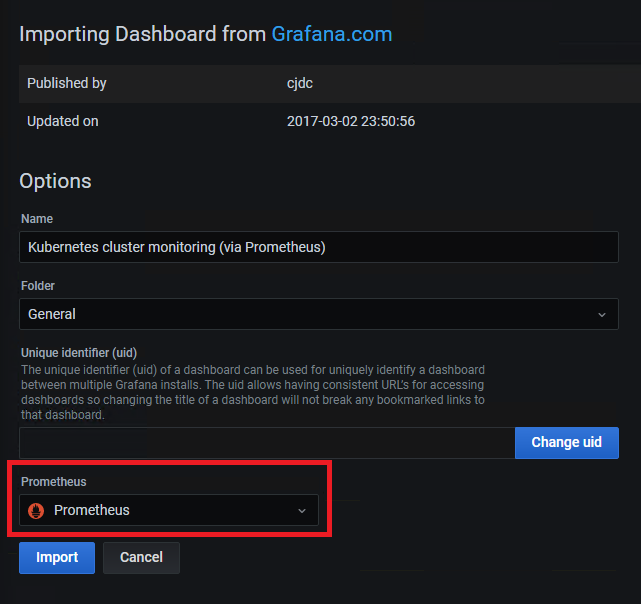 Importing Dashboard from Grafana.com
Published by cjdc
Updated on 2017-03-02 23:50:56
Options
Name
Kubernetes cluster monitoring (via Prometheus)
Folder
General
Unique identifier (uid)
The unique identifier (uid) of a dashboard can be used for uniquely identify a dashboard
between multiple Grafana installs. The uid allows having consistent URL's for accessing
dashboards so changing the title of a dashboard will not break any bookmarked links to
that dashboard.
Change uid
Prometheus
Prometheus
Import Cancel